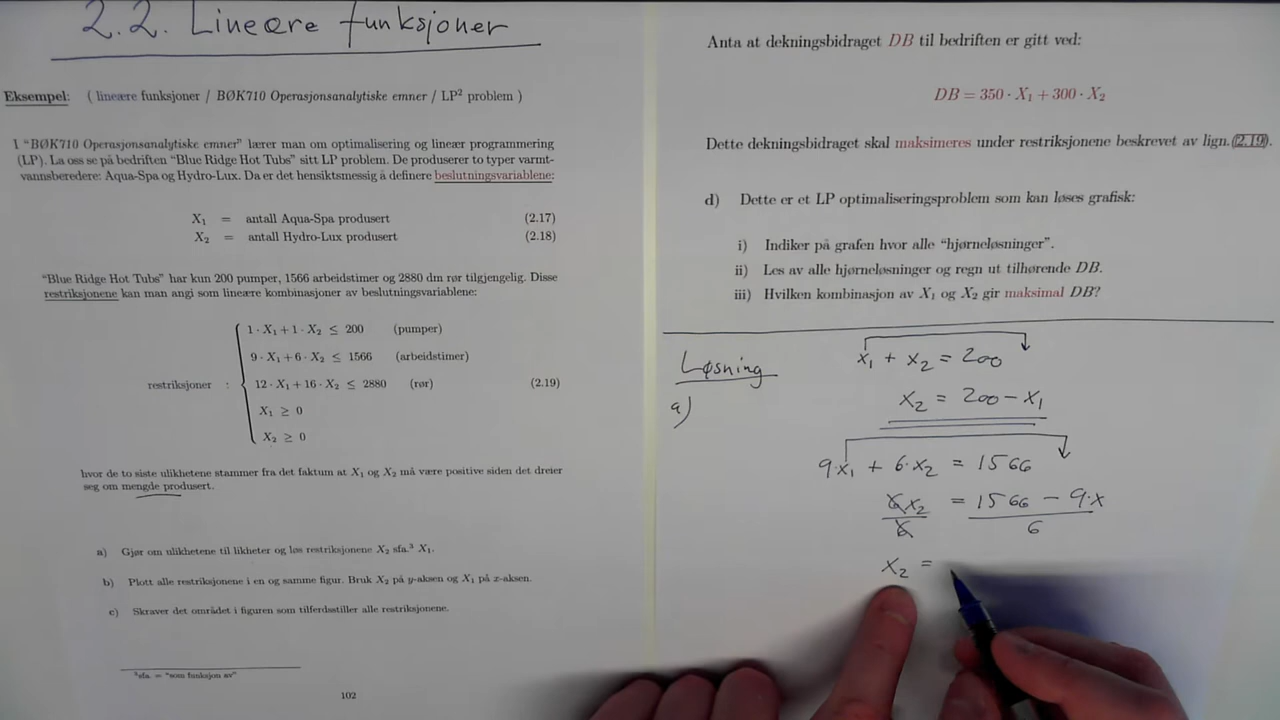 2.2. Lineære funksjoner
Eksempel: ( lineære funksjoner / BØK710 Operasjonsanalytiske emner / LP² problem )
I "BØK710 Operasjonsanalytiske emner" lærer man om optimalisering og lineær programmering
(LP). La oss se på bedriften "Blue Ridge Hot Tubs" sitt LP problem. De produserer to typer varmt-
vannsberedere: Aqua-Spa og Hydro-Lux. Da er det hensiktsmessig å definere beslutningsvariablene:
X₁ = antall Aqua-Spa produsert (2.17)
X₂ = antall Hydro-Lux produsert (2.18)
"Blue Ridge Hot Tubs" har kun 200 pumper, 1566 arbeidstimer og 2880 dm rør tilgjengelig. Disse
restriksjonene kan man angi som lineære kombinasjoner av beslutningsvariablene:
1 · X₁ + 1 · X₂ ≤ 200 (pumper)
9 · X₁ + 6 · X₂ ≤ 1566 (arbeidstimer)
restriksjoner : 12 · X₁ + 16 · X₂ ≤ 2880 (rør) (2.19)
X₁ ≥ 0
X₂ ≥ 0
hvor de to siste ulikhetene stammer fra det faktum at X₁ og X₂ må være positive siden det dreier
seg om mengde produsert.
a) Gjør om ulikhetene til likheter og løs restriksjonene X₂ sfa.³ X₁.
b) Plott alle restriksjonene i en og samme figur. Bruk X₂ på y-aksen og X₁ på x-aksen.
c) Skraver det området i figuren som tilferdsstiller alle restriksjonene.
³sfa. = "som funksjon av"
102
Anta at dekningsbidraget DB til bedriften er gitt ved:
DB = 350 · X₁ + 300 · X₂
Dette dekningsbidraget skal maksimeres under restriksjonene beskrevet av lign.(2.19).
d) Dette er et LP optimaliseringsproblem som kan løses grafisk:
i) Indiker på grafen hvor alle "hjørneløsninger".
ii) Les av alle hjørneløsninger og regn ut tilhørende DB.
iii) Hvilken kombinasjon av X₁ og X₂ gir maksimal DB?
Løsning
a)
x₁ + x₂ = 200
x₂ = 200 - x₁
9·x₁ + 6·x₂ = 1566
6x₂/6 = (1566 - 9·x)/6
x₂ =